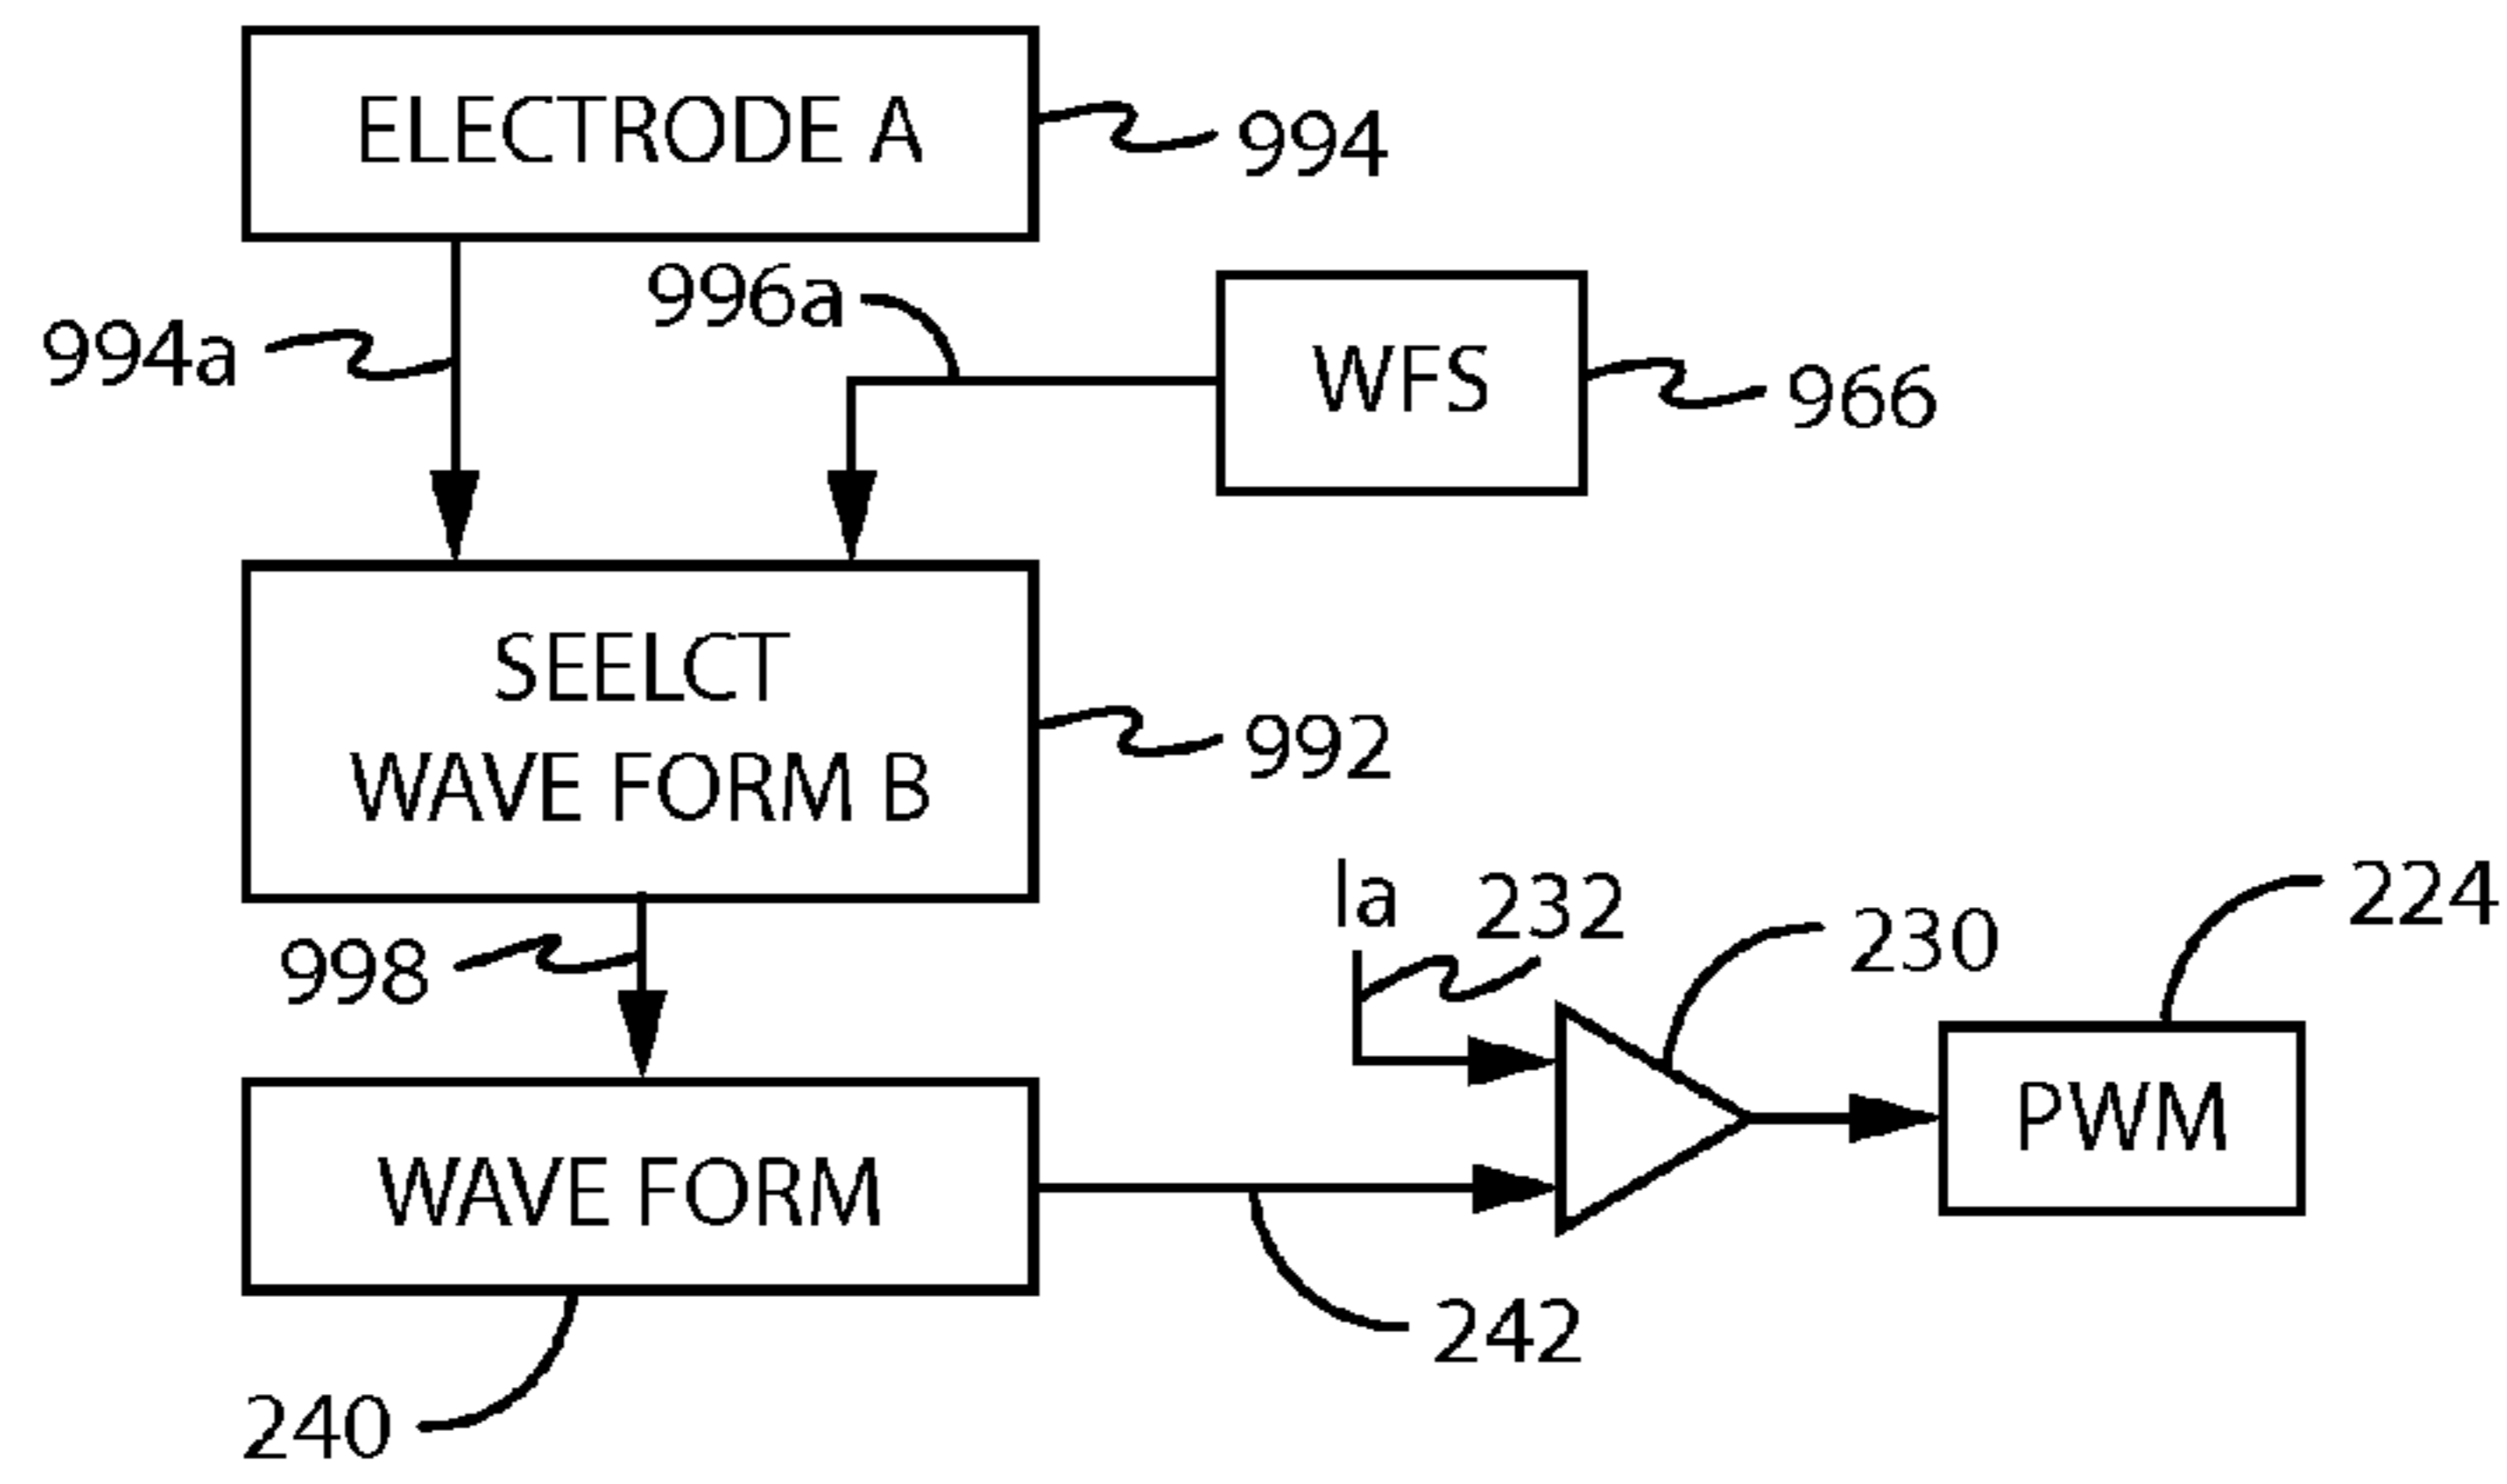 ELECTRODE A
994
996a
994a
WFS
966
SEELCT
WAVE FORM B
992
998
Ia
232
230
224
PWM
WAVE FORM
242
240